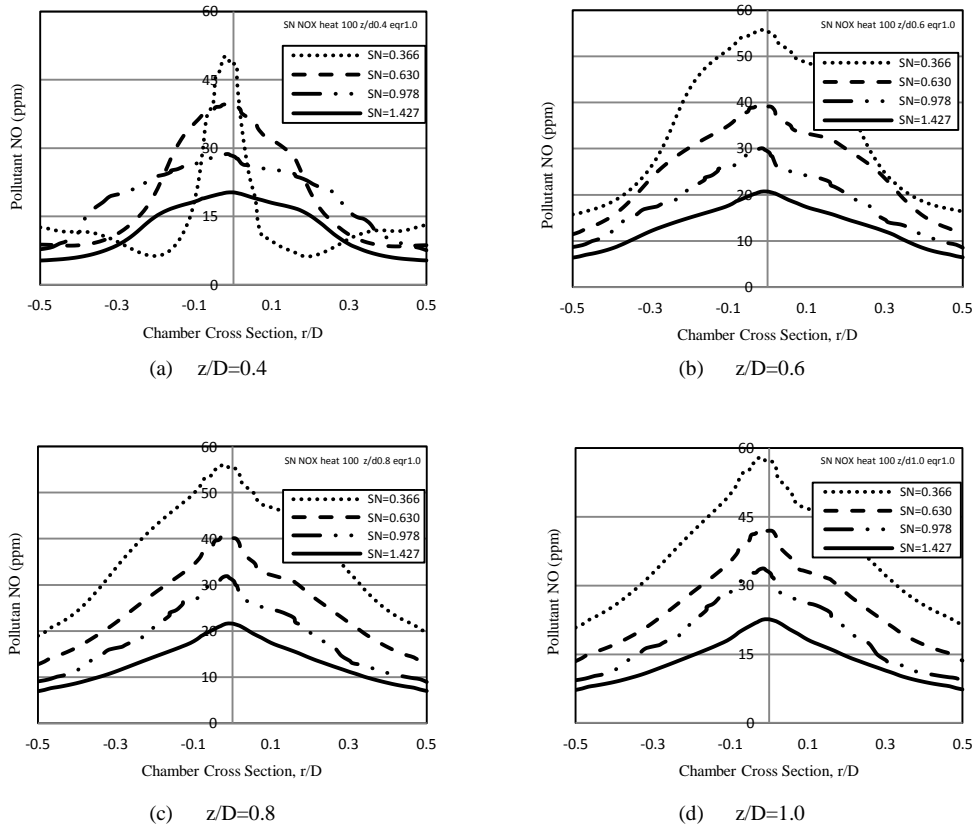 SN NOX heat 100 z/d0.4 eqr1.0
SN=0.366
SN=0.630
SN=0.978
SN=1.427
Pollutant NO (ppm)
60
45
30
15
0
-0.5 -0.3 -0.1 0.1 0.3 0.5
Chamber Cross Section, r/D
(a) z/D=0.4
SN NOX heat 100 z/d0.6 eqr1.0
SN=0.366
SN=0.630
SN=0.978
SN=1.427
Pollutant NO (ppm)
60
50
40
30
20
10
0
-0.5 -0.3 -0.1 0.1 0.3 0.5
Chamber Cross Section, r/D
(b) z/D=0.6
SN NOX heat 100 z/d0.8 eqr1.0
SN=0.366
SN=0.630
SN=0.978
SN=1.427
Pollutan NO (ppm)
60
50
40
30
20
10
0
-0.5 -0.3 -0.1 0.1 0.3 0.5
Chamber Cross Section, r/D
(c) z/D=0.8
SN NOX heat 100 z/d1.0 eqr1.0
SN=0.366
SN=0.630
SN=0.978
SN=1.427
Pollutant NO (ppm)
60
45
30
15
0
-0.5 -0.3 -0.1 0.1 0.3 0.5
Chamber Cross Section, r/D
(d) z/D=1.0